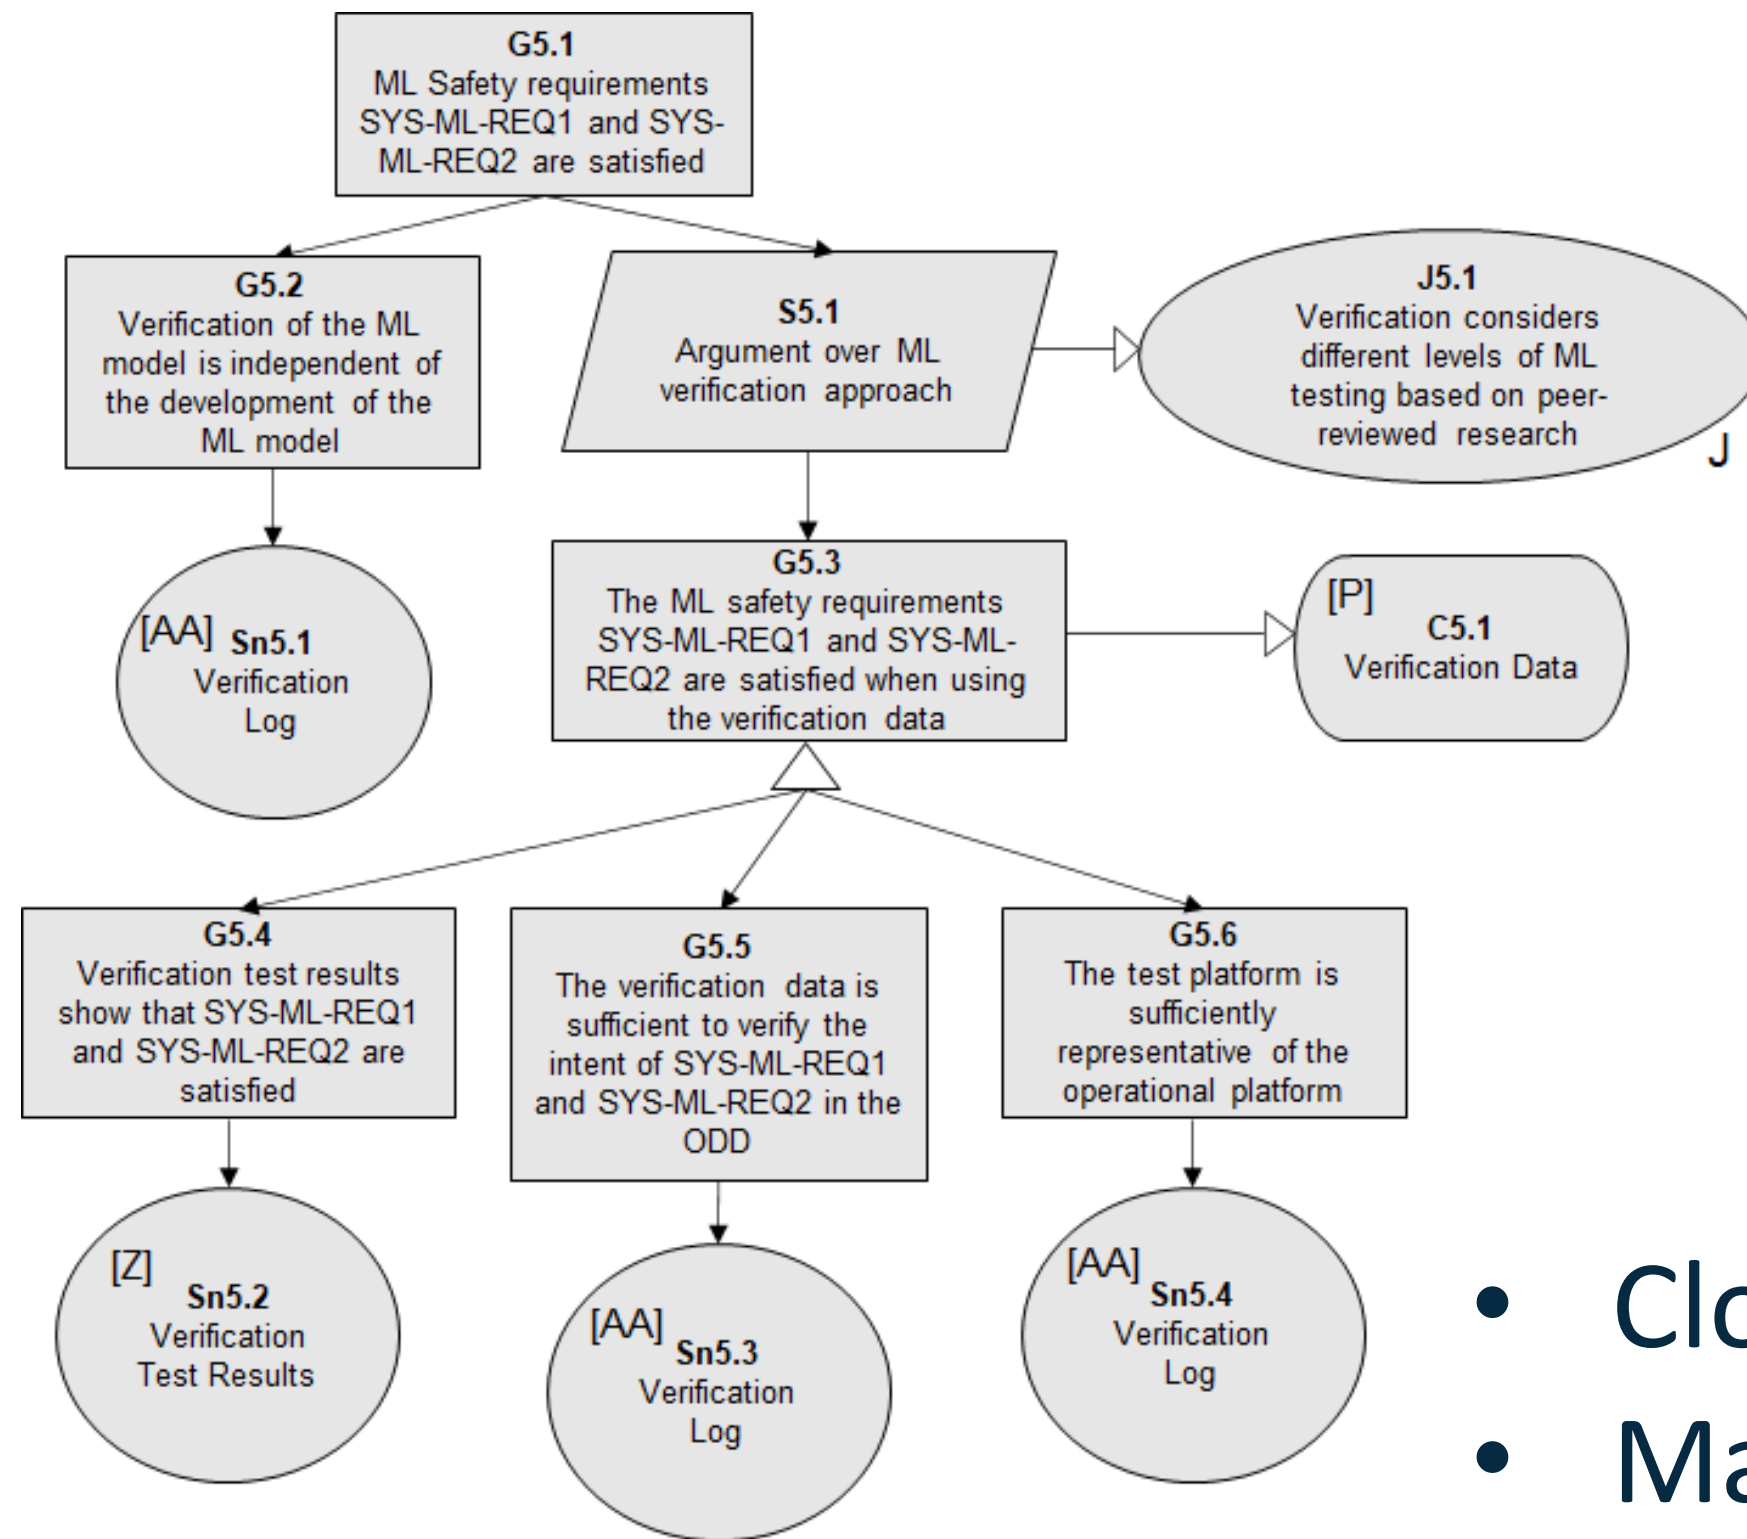 G5.1
ML Safety requirements
SYS-ML-REQ1 and SYS-
ML-REQ2 are satisfied
G5.2
Verification of the ML
model is independent of
the development of the
ML model
S5.1
Argument over ML
verification approach
J5.1
Verification considers
different levels of ML
testing based on peer-
reviewed research
J
[AA] Sn5.1
Verification
Log
G5.3
The ML safety requirements
SYS-ML-REQ1 and SYS-ML-
REQ2 are satisfied when using
the verification data
[P]
C5.1
Verification Data
G5.4
Verification test results
show that SYS-ML-REQ1
and SYS-ML-REQ2 are
satisfied
G5.5
The verification data is
sufficient to verify the
intent of SYS-ML-REQ1
and SYS-ML-REQ2 in the
ODD
G5.6
The test platform is
sufficiently
representative of the
operational platform
[Z]
Sn5.2
Verification
Test Results
[AA]
Sn5.3
Verification
Log
[AA]
Sn5.4
Verification
Log